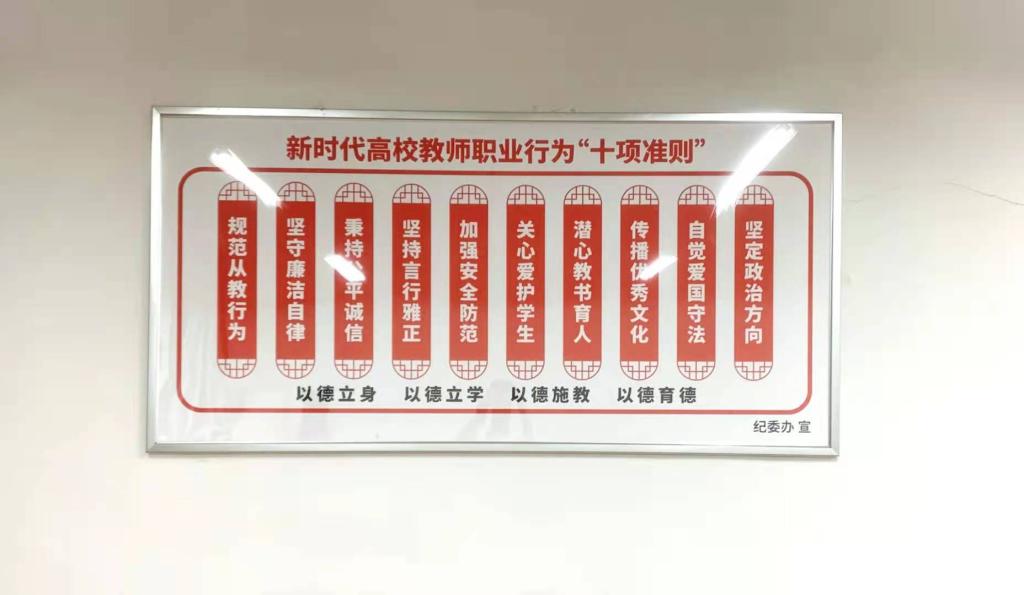 新时代高校教师职业行为“十项准则”
坚定政治方向
自觉爱国守法
传播优秀文化
潜心教书育人
关心爱护学生
加强安全防范
坚持言行雅正
秉持公平诚信
坚守廉洁自律
规范从教行为
以德立身 以德立学 以德施教 以德育德
纪委办 宣